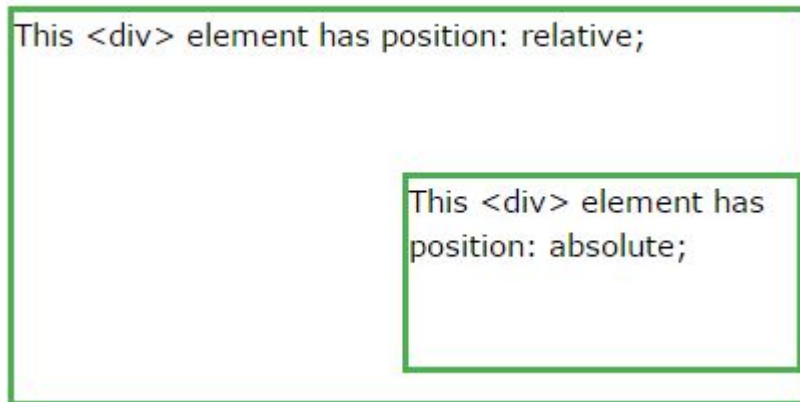 This <div> element has position: relative;
This <div> element has
position: absolute;